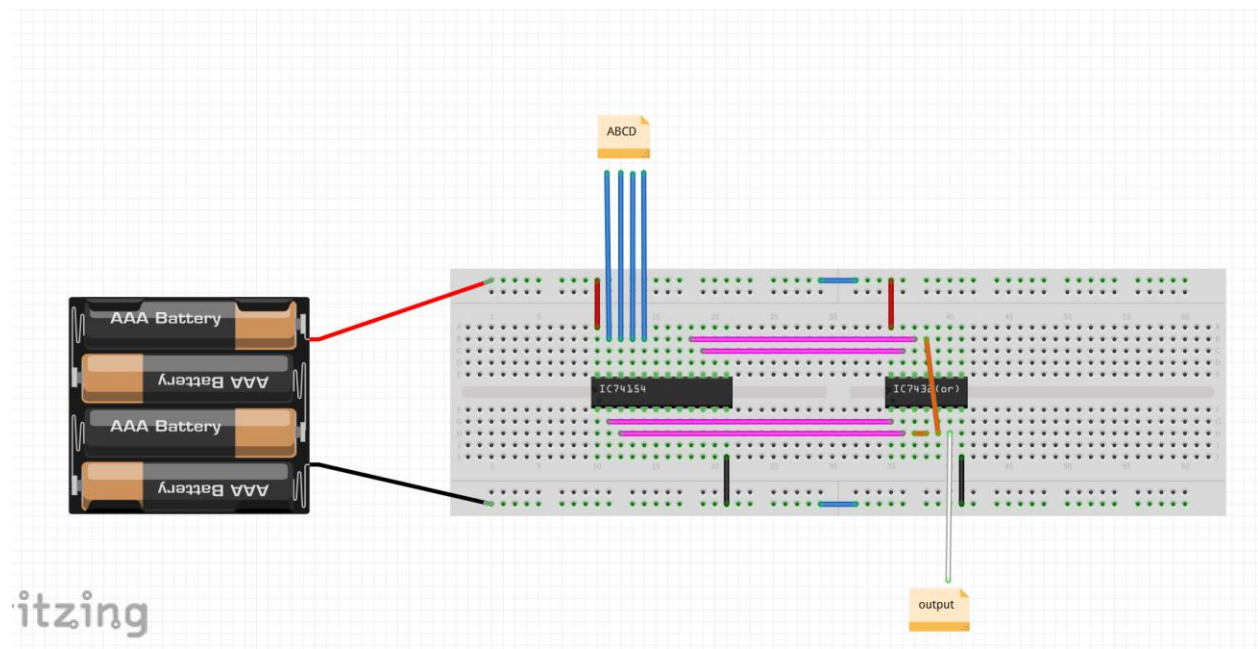 ABCD
AAA Battery
AAA Battery
AAA Battery
AAA Battery
IC74154
IC7432(or)
output
itzing